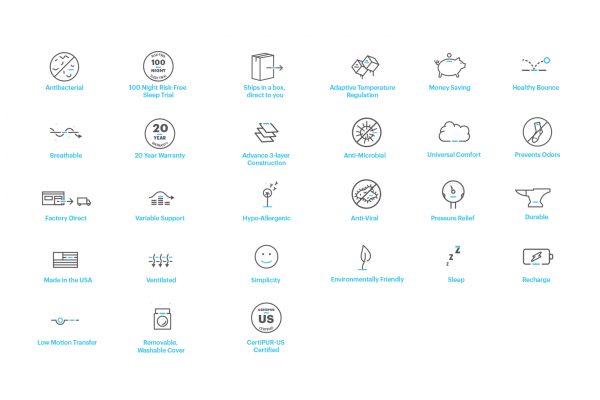 100
NIGHT
Antibacterial
100 Night Risk-Free
Sleep Trial
Ships in a box,
direct to you
Adaptive Temperature
Regulation
Money Saving
Healthy Bounce
20
YEAR
Breathable
20 Year Warranty
Advance 3-layer
Construction
Anti-Microbial
Universal Comfort
Prevents Odors
Factory Direct
Variable Support
Hypo-Allergenic
Anti-Viral
Pressure Relief
Durable
z
z
Z
Made in the USA
Ventilated
Simplicity
Environmentally Friendly
Sleep
Recharge
CERTIPUR
US
CERTIFIED
Low Motion Transfer
Removable,
Washable Cover
CertiPUR-US
Certified